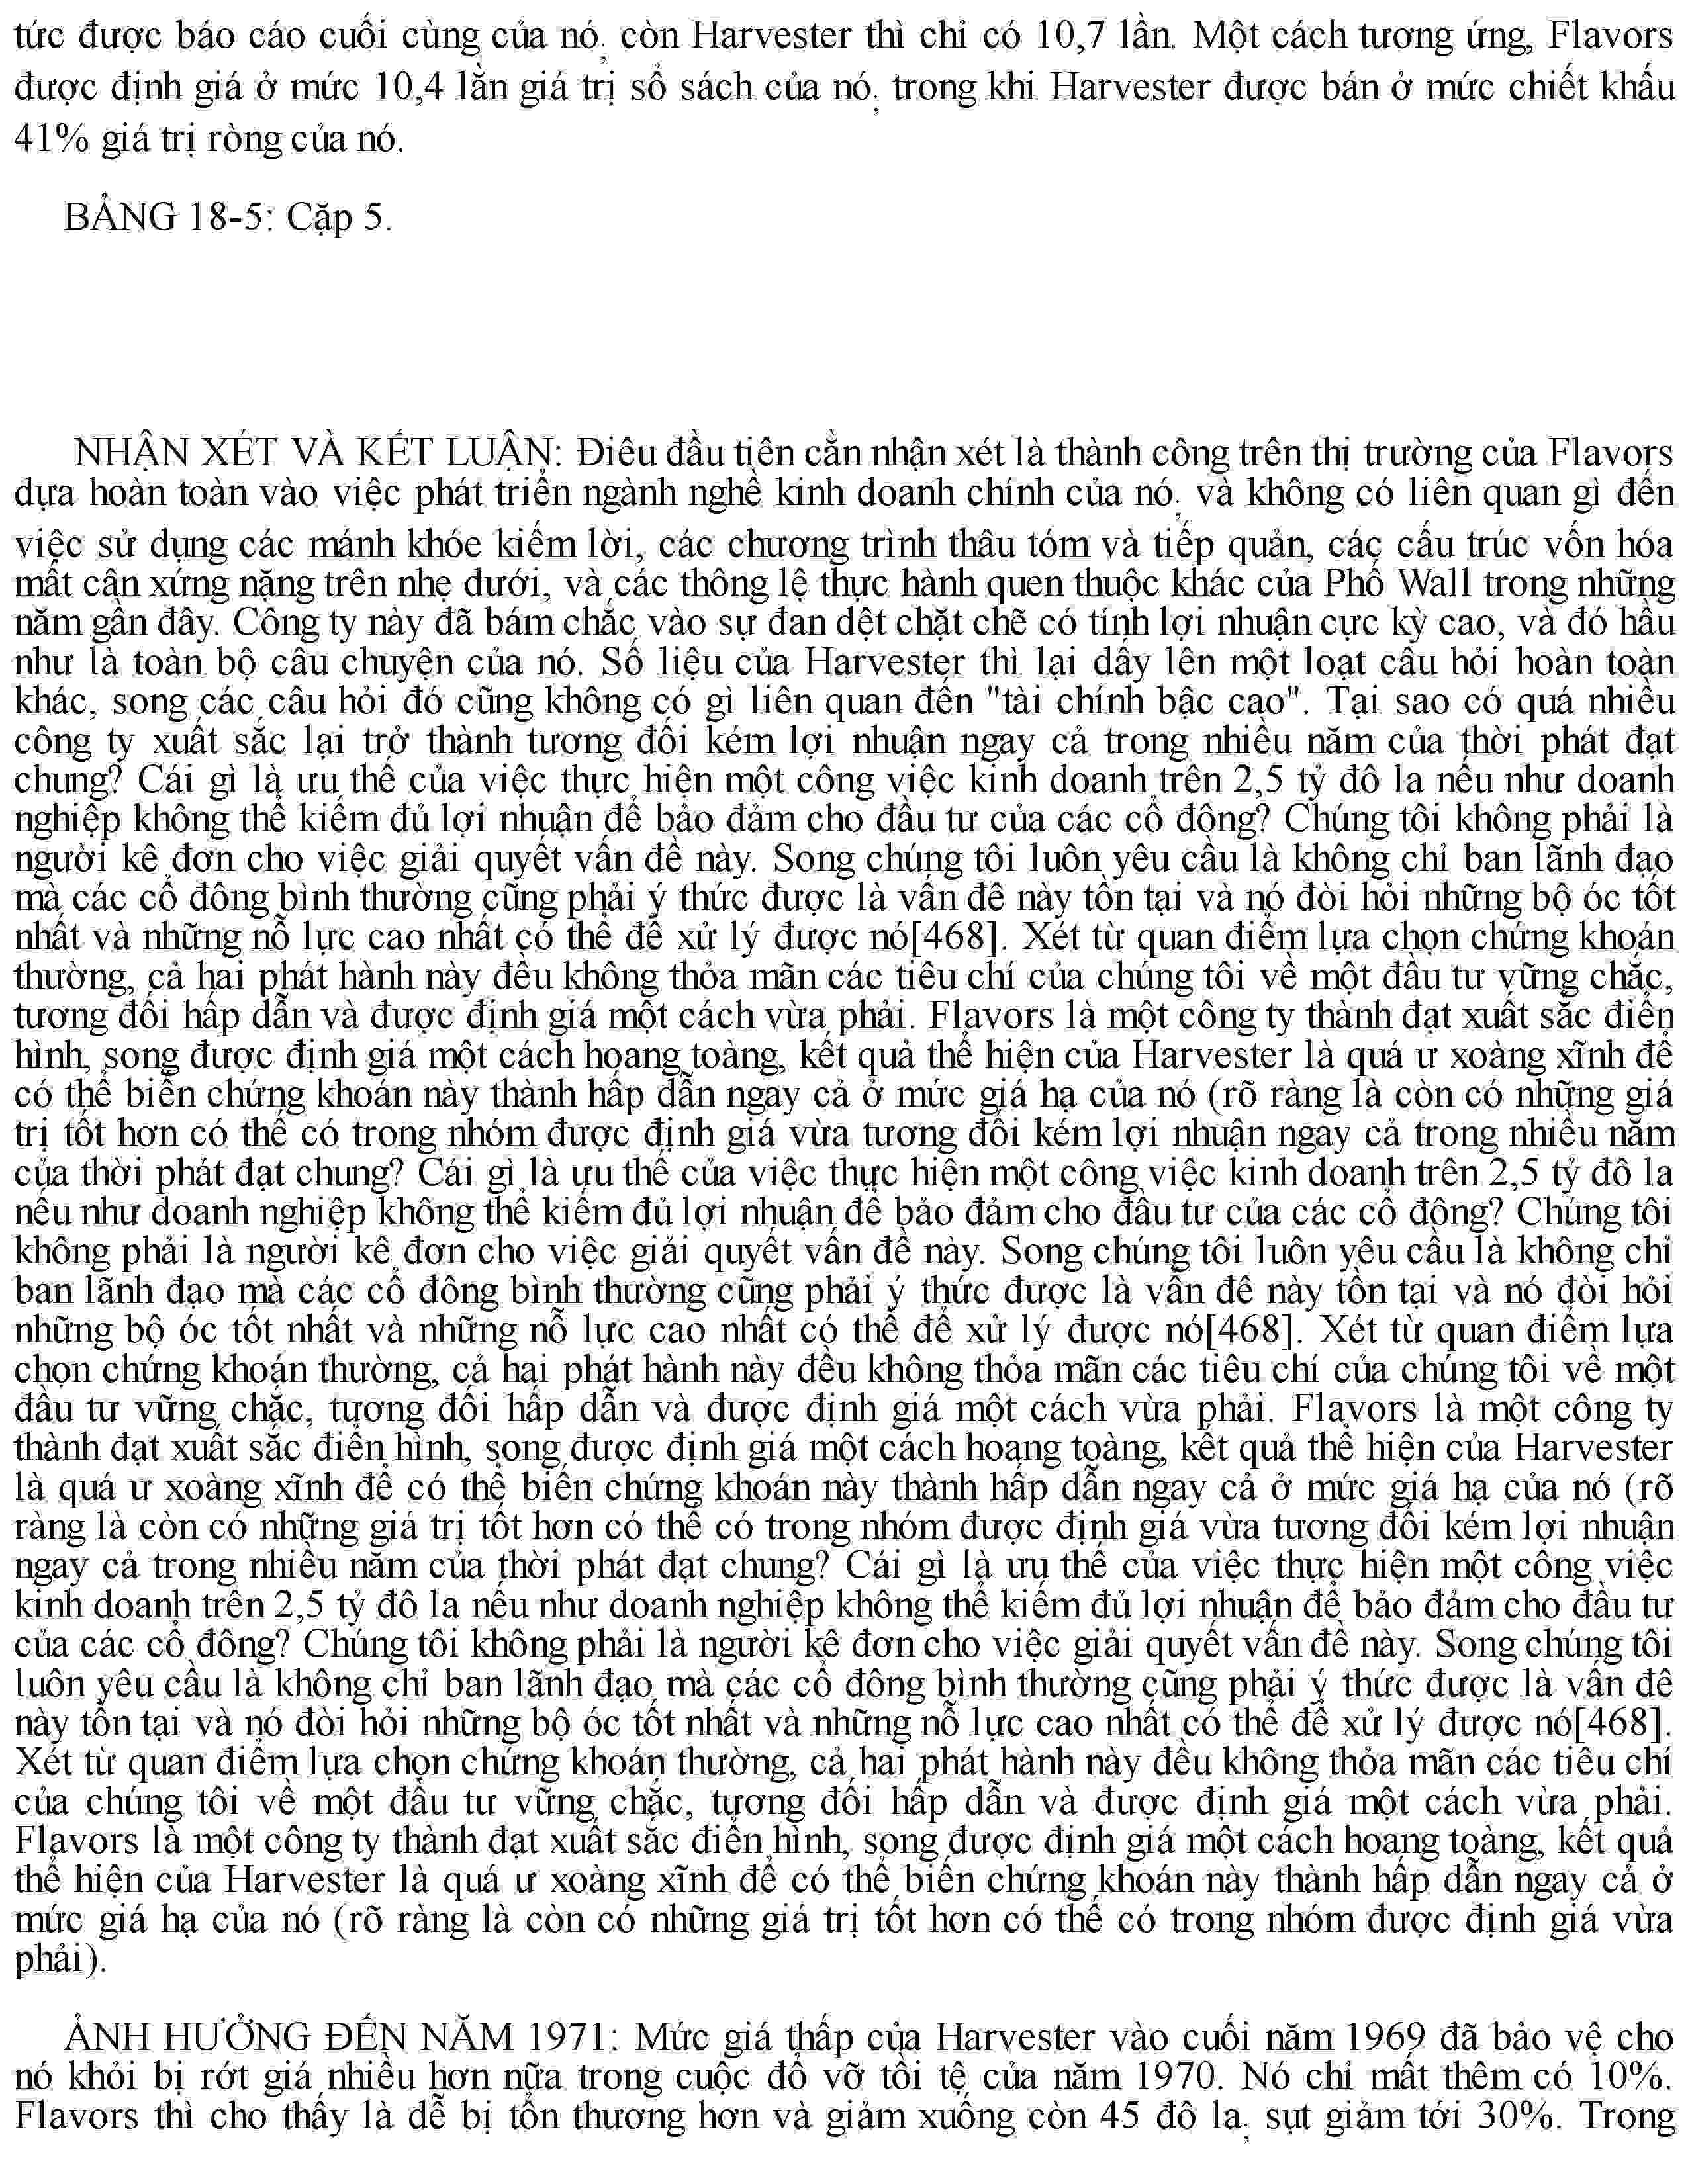 tức được báo cáo cuối cùng của nó; còn Harvester thì chỉ có 10,7 lần. Một cách tương ứng, Flavors
được định giá ở mức 10,4 lần giá trị sổ sách của nó; trong khi Harvester được bán ở mức chiết khấu
41% giá trị ròng của nó.
BẢNG 18-5: Cặp 5.
NHẬN XÉT VÀ KẾT LUẬN: Điều đầu tiên cần nhận xét là thành công trên thị trường của Flavors
dựa hoàn toàn vào việc phát triển ngành nghề kinh doanh chính của nó; và không có liên quan gì đến
việc sử dụng các mánh khóe kiếm lời, các chương trình thâu tóm và tiếp quản, các cấu trúc vốn hóa
mất cân xứng nặng trên nhẹ dưới, và các thông lệ thực hành quen thuộc khác của Phố Wall trong những
năm gần đây. Công ty này đã bám chắc vào sự đan dệt chặt chẽ có tính lợi nhuận cực kỳ cao, và đó hầu
như là toàn bộ câu chuyện của nó. Số liệu của Harvester thì lại dấy lên một loạt câu hỏi hoàn toàn
khác, song các câu hỏi đó cũng không có gì liên quan đến "tài chính bậc cao". Tại sao có quá nhiều
công ty xuất sắc lại trở thành tương đối kém lợi nhuận ngay cả trong nhiều năm của thời phát đạt
chung? Cái gì là ưu thế của việc thực hiện một công việc kinh doanh trên 2,5 tỷ đô la nếu như doanh
nghiệp không thể kiếm đủ lợi nhuận để bảo đảm cho đầu tư của các cổ đông? Chúng tôi không phải là
người kê đơn cho việc giải quyết vấn đề này. Song chúng tôi luôn yêu cầu là không chỉ ban lãnh đạo
mà các cổ đông bình thường cũng phải ý thức được là vấn đê này tồn tại và nó đòi hỏi những bộ óc tốt
nhất và những nỗ lực cao nhất có thể để xử lý được nó[468]. Xét từ quan điểm lựa chọn chứng khoán
thường, cả hai phát hành này đều không thỏa mãn các tiêu chí của chúng tôi về một đầu tư vững chắc,
tương đối hấp dẫn và được định giá một cách vừa phải. Flavors là một công ty thành đạt xuất sắc điển
hình, song được định giá một cách hoang toàng, kết quả thể hiện của Harvester là quá ư xoàng xĩnh để
có thể biến chứng khoán này thành hấp dẫn ngay cả ở mức giá hạ của nó (rõ ràng là còn có những giá
trị tốt hơn có thể có trong nhóm được định giá vừa tương đối kém lợi nhuận ngay cả trong nhiều năm
của thời phát đạt chung? Cái gì là ưu thế của việc thực hiện một công việc kinh doanh trên 2,5 tỷ đô la
nếu như doanh nghiệp không thể kiếm đủ lợi nhuận để bảo đảm cho đầu tư của các cổ đông? Chúng tôi
không phải là người kê đơn cho việc giải quyết vấn đề này. Song chúng tôi luôn yêu cầu là không chỉ
ban lãnh đạo mà các cổ đông bình thường cũng phải ý thức được là vấn đê này tồn tại và nó đòi hỏi
những bộ óc tốt nhất và những nỗ lực cao nhất có thể để xử lý được nó[468]. Xét từ quan điểm lựa
chọn chứng khoán thường, cả hai phát hành này đều không thỏa mãn các tiêu chí của chúng tôi về một
đầu tư vững chắc, tương đối hấp dẫn và được định giá một cách vừa phải. Flavors là một công ty
thành đạt xuất sắc điển hình, song được định giá một cách hoang toàng, kết quả thể hiện của Harvester
là quá ư xoàng xĩnh để có thể biến chứng khoán này thành hấp dẫn ngay cả ở mức giá hạ của nó (rõ
ràng là còn có những giá trị tốt hơn có thể có trong nhóm được định giá vừa tương đối kém lợi nhuận
ngay cả trong nhiều năm của thời phát đạt chung? Cái gì là ưu thế của việc thực hiện một công việc
kinh doanh trên 2,5 tỷ đô la nếu như doanh nghiệp không thể kiếm đủ lợi nhuận để bảo đảm cho đầu tư
của các cổ đông? Chúng tôi không phải là người kê đơn cho việc giải quyết vấn đề này. Song chúng tôi
luôn yêu cầu là không chỉ ban lãnh đạo mà các cổ đông bình thường cũng phải ý thức được là vấn đê
này tồn tại và nó đòi hỏi những bộ óc tốt nhất và những nỗ lực cao nhất có thể để xử lý được nó[468].
Xét từ quan điểm lựa chọn chứng khoán thường, cả hai phát hành này đều không thỏa mãn các tiêu chí
của chúng tôi về một đầu tư vững chắc, tương đối hấp dẫn và được định giá một cách vừa phải.
Flavors là một công ty thành đạt xuất sắc điển hình, song được định giá một cách hoang toàng, kết quả
thể hiện của Harvester là quá ư xoàng xĩnh để có thể biến chứng khoán này thành hấp dẫn ngay cả ở
mức giá hạ của nó (rõ ràng là còn có những giá trị tốt hơn có thể có trong nhóm được định giá vừa
phải).
ẢNH HƯỞNG ĐẾN NĂM 1971: Mức giá thấp của Harvester vào cuối năm 1969 đã bảo vệ cho
nó khỏi bị rớt giá nhiều hơn nữa trong cuộc đổ vỡ tồi tệ của năm 1970. Nó chỉ mất thêm có 10%.
Flavors thì cho thấy là dễ bị tổn thương hơn và giảm xuống còn 45 đô la; sụt giảm tới 30%. Trong